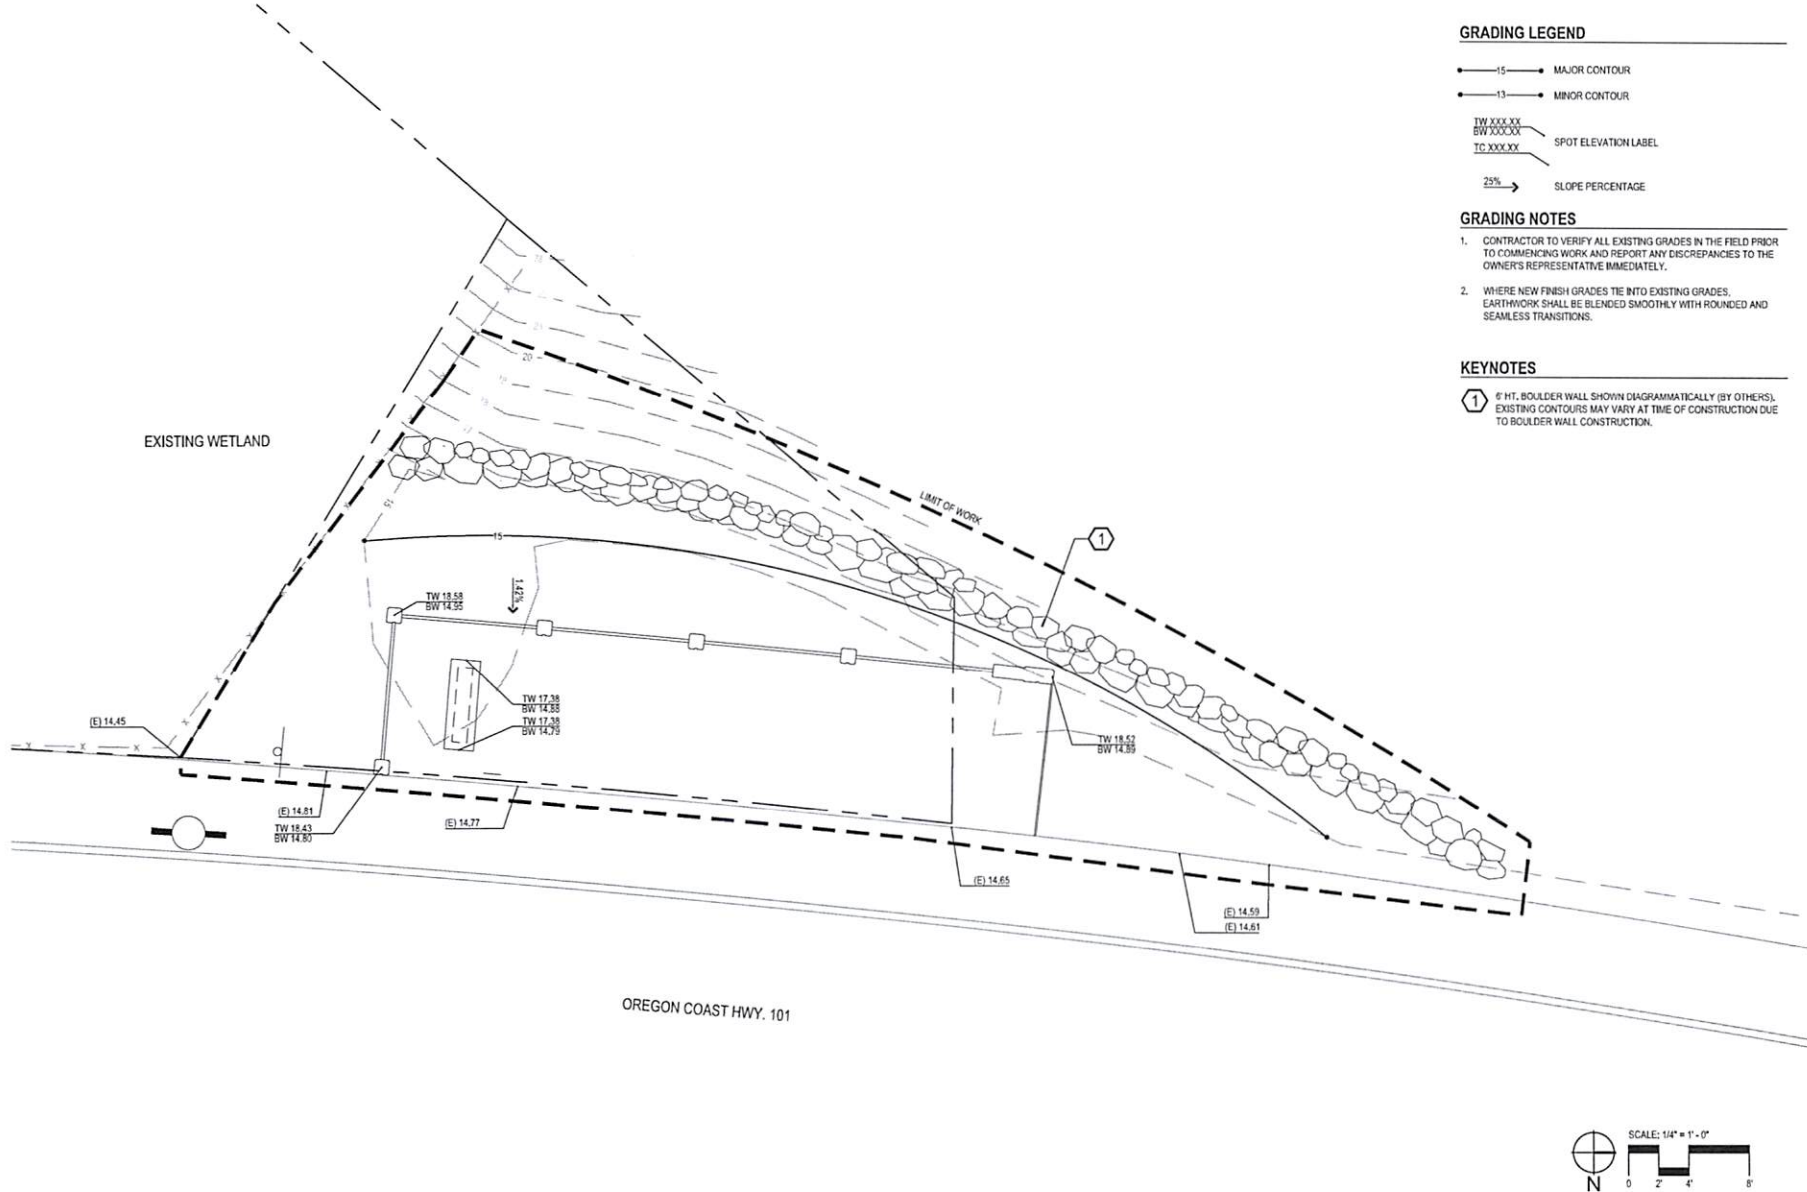 GRADING LEGEND
15 MAJOR CONTOUR
13 MINOR CONTOUR
TW XXX.XX
BW XXX.XX
SPOT ELEVATION LABEL
TC XXX.XX
25% SLOPE PERCENTAGE
GRADING NOTES
1. CONTRACTOR TO VERIFY ALL EXISTING GRADES IN THE FIELD PRIOR
TO COMMENCING WORK AND REPORT ANY DISCREPANCIES TO THE
OWNER'S REPRESENTATIVE IMMEDIATELY.
2. WHERE NEW FINISH GRADES TIE INTO EXISTING GRADES,
EARTHWORK SHALL BE BLENDED SMOOTHLY WITH ROUNDED AND
SEAMLESS TRANSITIONS.
KEYNOTES
1 6' HT. BOULDER WALL SHOWN DIAGRAMMATICALLY (BY OTHERS).
EXISTING CONTOURS MAY VARY AT TIME OF CONSTRUCTION DUE
TO BOULDER WALL CONSTRUCTION.
21
20
EXISTING WETLAND
15
LIMIT OF WORK
15
1
1.42%
TW 18.58
BW 14.95
TW 17.38
BW 14.88
TW 17.38
BW 14.79
(E) 14.45
TW 18.52
BW 14.89
(E) 14.81
TW 18.43
BW 14.80
(E) 14.77
(E) 14.65
(E) 14.59
(E) 14.61
OREGON COAST HWY. 101
SCALE: 1/4" = 1' - 0"
N
0 2' 4' 8'